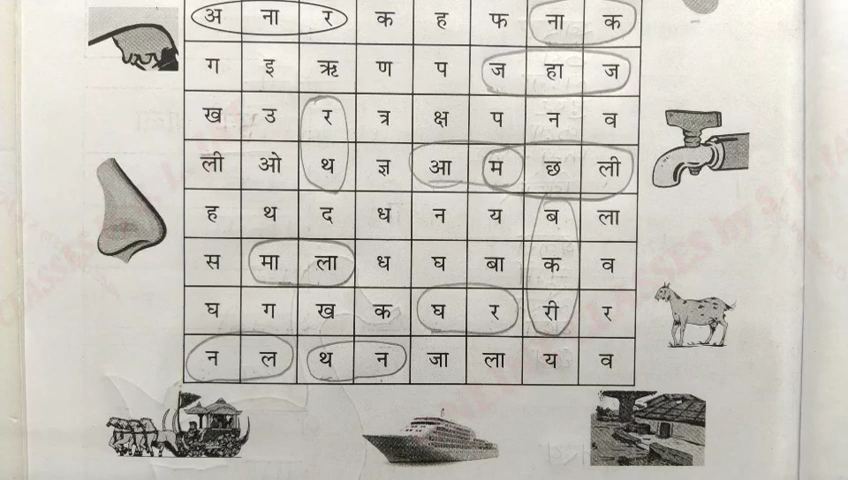 अ ना र क ह फ ना क
ग इ ऋ ण प ज हा ज
ख उ र त्र क्ष प न व
ली ओ थ ज्ञ आ म छ ली
ह थ द ध न य ब ला
स मा ला ध घ बा क व
घ ग ख क घ र री र
न ल थ न जा ला य व